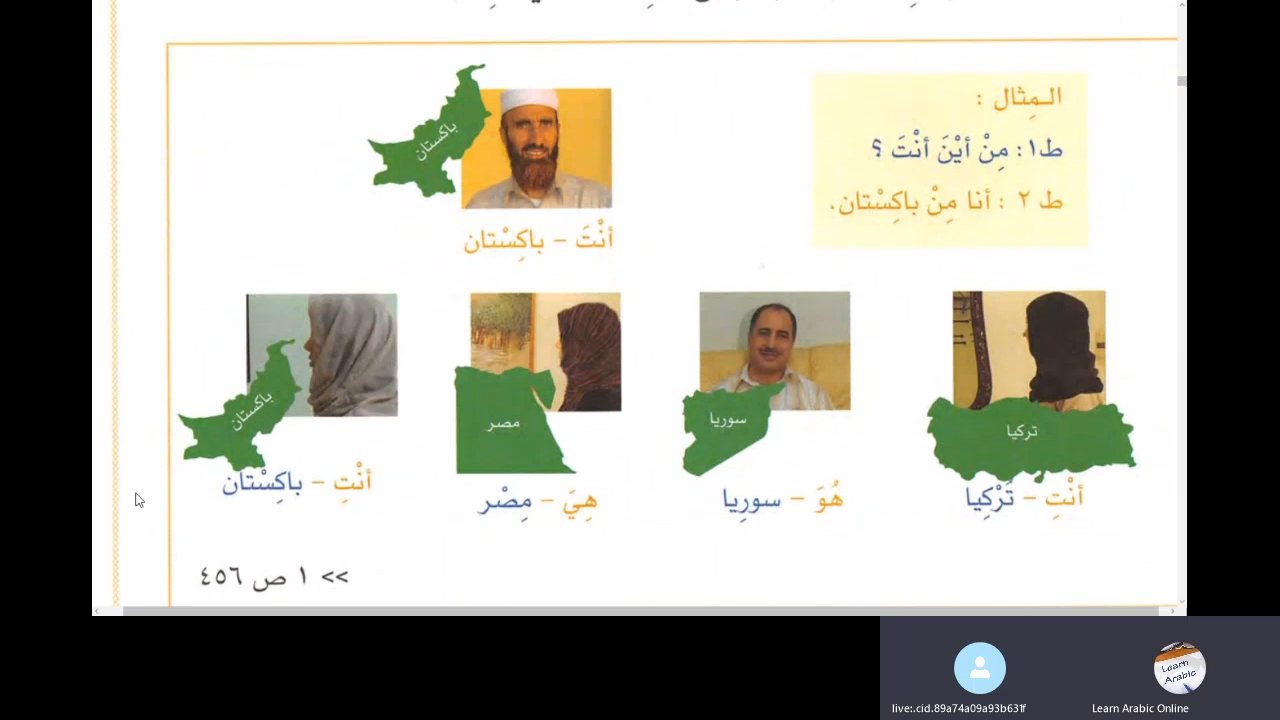 المِثال :
ط١: مِنْ أيْنَ أنْتَ ؟
ط ٢ : أنا مِنْ باكِسْتان.
باكستان
أنْتَ – باكِسْتان
تركيا
أنْتِ – تُرْكِيا
سوريا
هُوَ – سورِيا
مصر
هِيَ – مِصْر
باكستان
أنْتِ – باكِسْتان
>> ١ ص ٤٥٦
live:.cid.89a74a09a93b631f
Learn Arabic
Learn Arabic Online